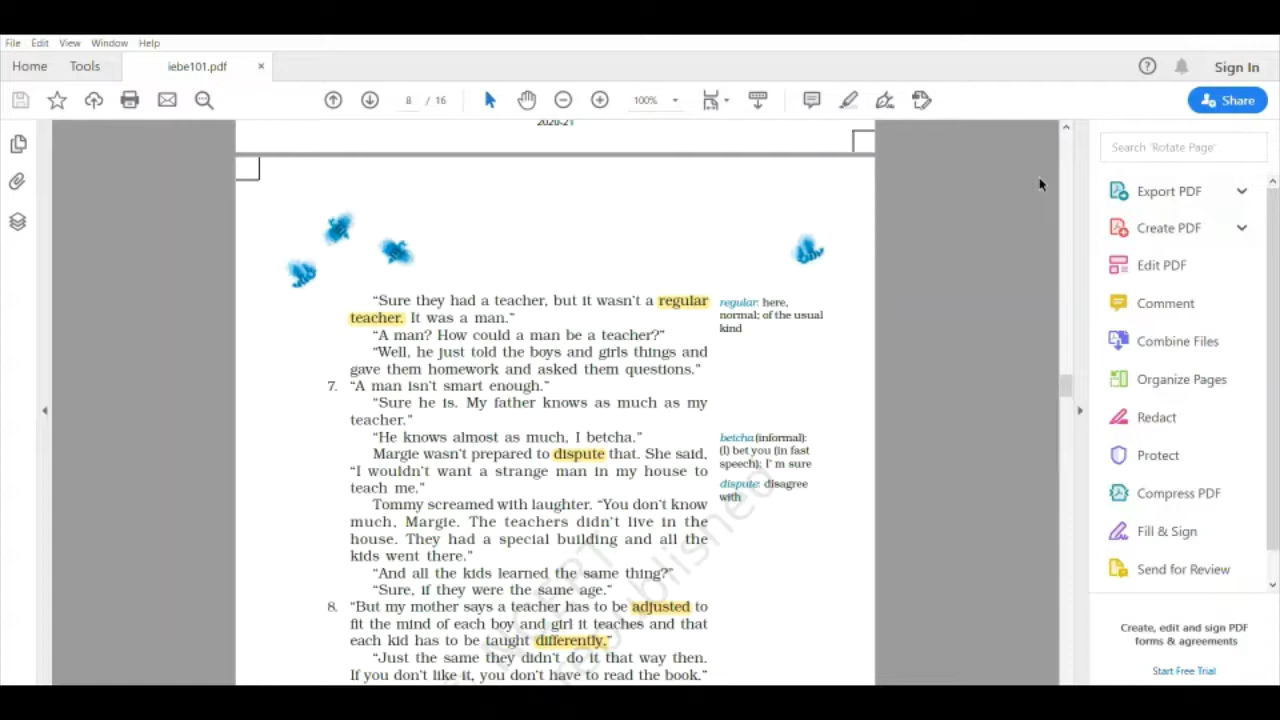 File Edit View Window Help
Home Tools iebe101.pdf × Sign In
8 / 16 100% Share
2020-21
Search 'Rotate Page'
Export PDF
Create PDF
Edit PDF
Comment
Combine Files
Organize Pages
Redact
Protect
Compress PDF
Fill & Sign
Send for Review
Create, edit and sign PDF
forms & agreements
Start Free Trial
“Sure they had a teacher, but it wasn't a regular
teacher. It was a man.”
“A man? How could a man be a teacher?”
“Well, he just told the boys and girls things and
gave them homework and asked them questions.”
7. “A man isn't smart enough.”
“Sure he is. My father knows as much as my
teacher.”
“He knows almost as much, I betcha.”
Margie wasn't prepared to dispute that. She said,
“I wouldn't want a strange man in my house to
teach me.”
Tommy screamed with laughter. “You don't know
much, Margie. The teachers didn't live in the
house. They had a special building and all the
kids went there.”
“And all the kids learned the same thing?”
“Sure, if they were the same age.”
8. “But my mother says a teacher has to be adjusted to
fit the mind of each boy and girl it teaches and that
each kid has to be taught differently.”
“Just the same they didn't do it that way then.
If you don't like it, you don't have to read the book.”
regular: here,
normal; of the usual
kind
betcha (informal):
(I) bet you (in fast
speech): I' m sure
dispute: disagree
with
republished